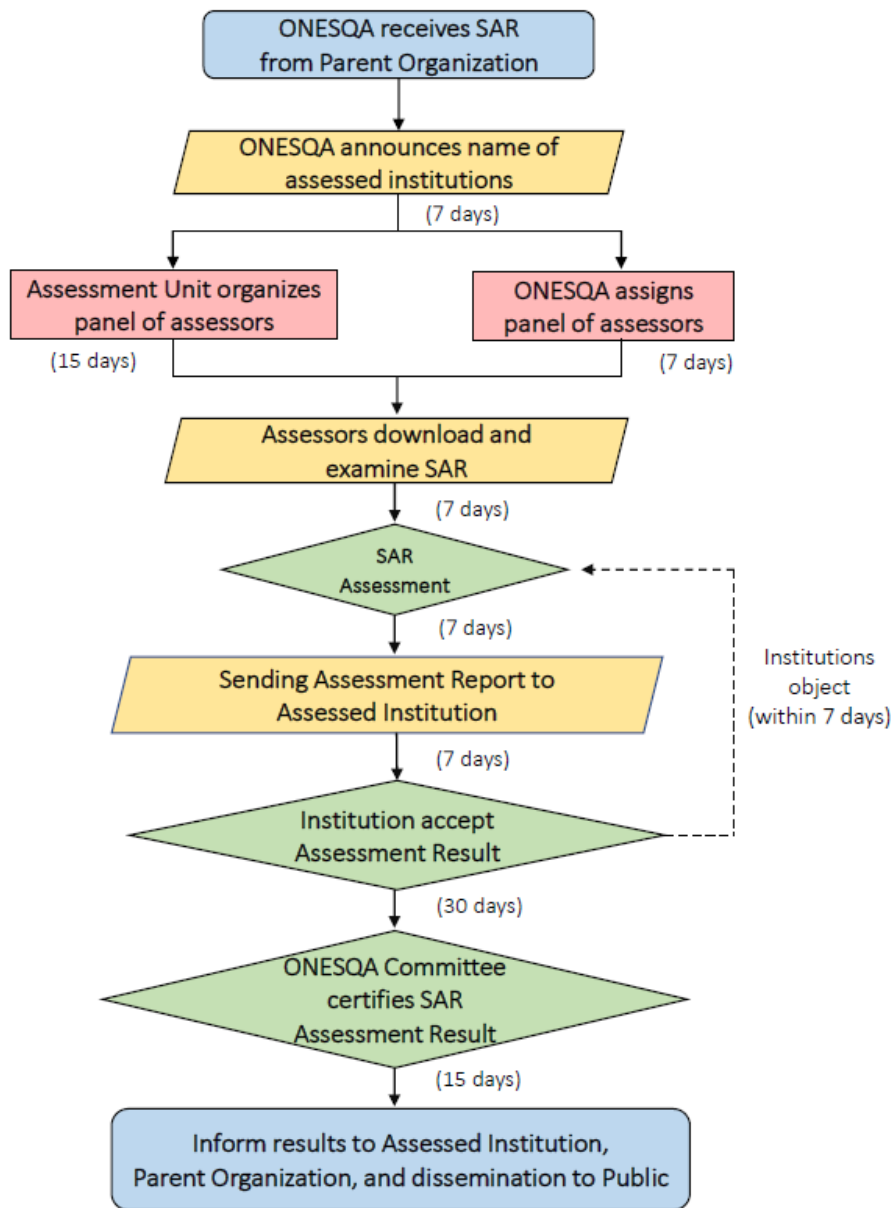 ONESQA receives SAR
from Parent Organization
ONESQA announces name of
assessed institutions
(7 days)
Assessment Unit organizes
panel of assessors
(15 days)
ONESQA assigns
panel of assessors
(7 days)
Assessors download and
examine SAR
(7 days)
SAR
Assessment
(7 days)
Sending Assessment Report to
Assessed Institution
(7 days)
Institutions
object
(within 7 days)
Institution accept
Assessment Result
(30 days)
ONESQA Committee
certifies SAR
Assessment Result
(15 days)
Inform results to Assessed Institution,
Parent Organization, and dissemination to Public